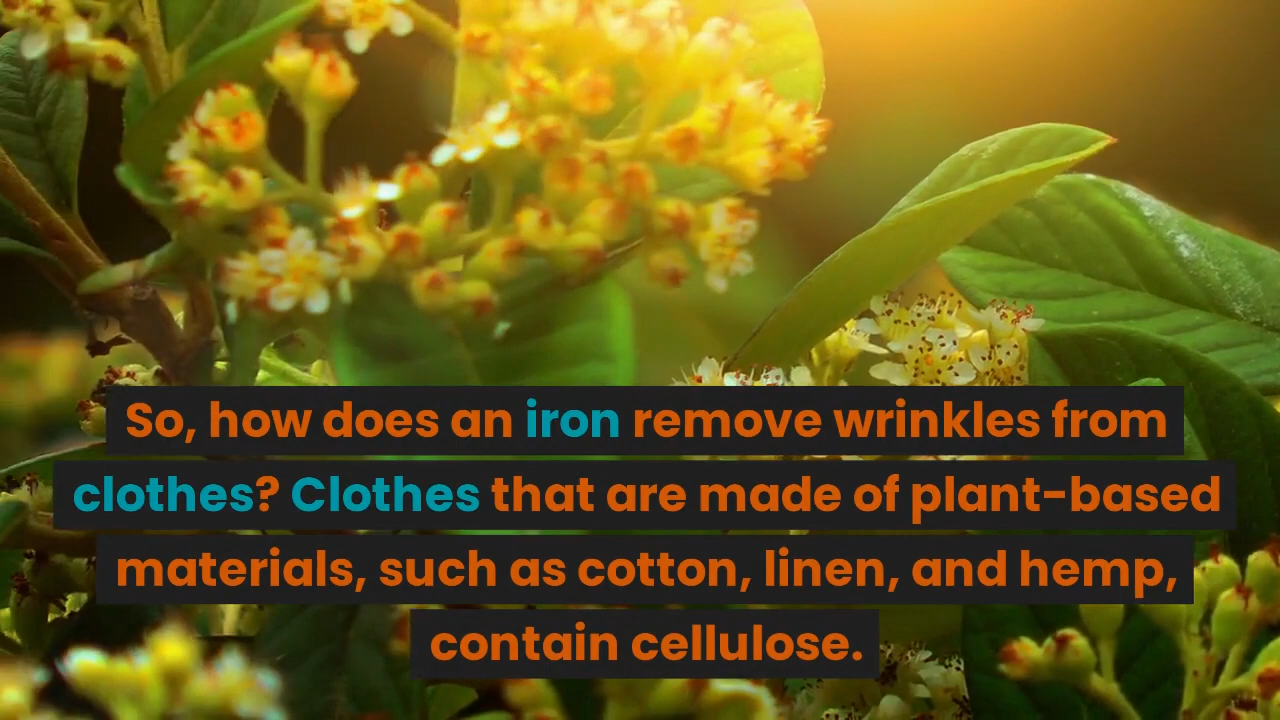 So, how does an iron remove wrinkles from
clothes? Clothes that are made of plant-based
materials, such as cotton, linen, and hemp,
contain cellulose.